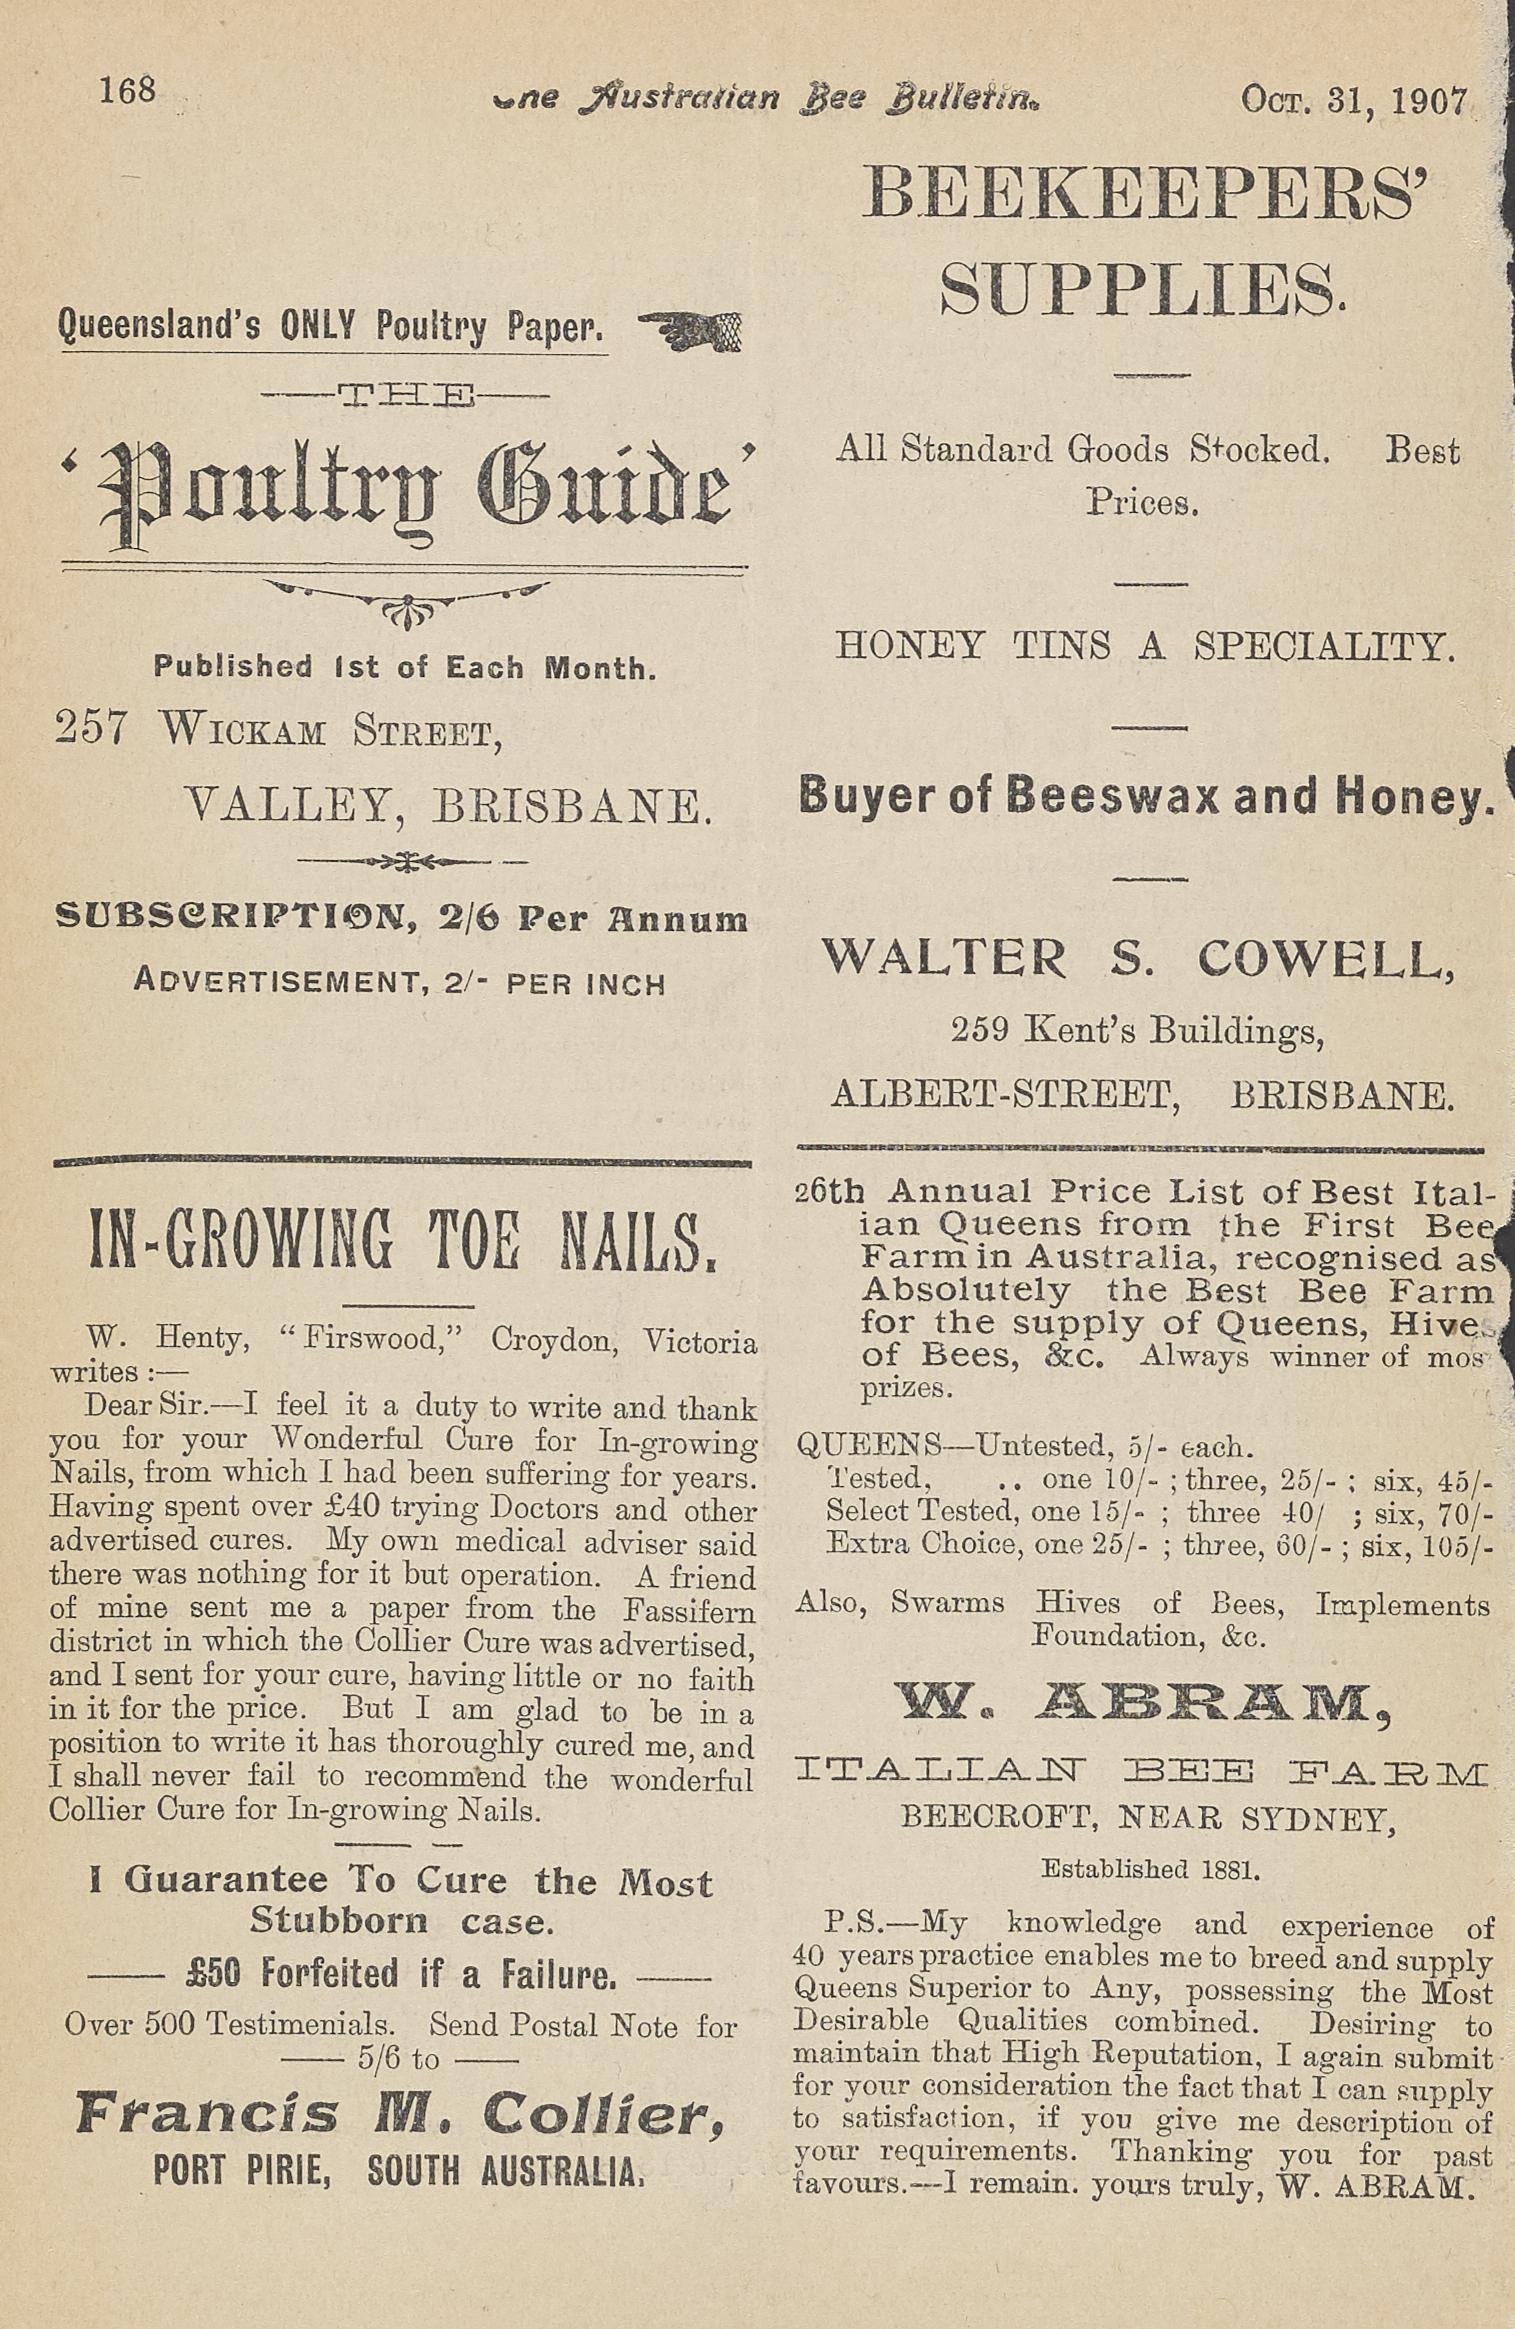 168
The Australian Bee Bulletin.
OCT. 31, 1907
Queensland's ONLY Poultry Paper.
—THE—
‘Poultry Guide’
Published 1st of Each Month.
257 WICKAM STREET,
VALLEY, BRISBANE.
SUBSCRIPTION, 2/6 Per Annum
ADVERTISEMENT, 2/- PER INCH
IN-GROWING TOE NAILS.
W. Henty, “Firswood,” Croydon, Victoria
writes :—
Dear Sir.—I feel it a duty to write and thank
you for your Wonderful Cure for In-growing
Nails, from which I had been suffering for years.
Having spent over £40 trying Doctors and other
advertised cures. My own medical adviser said
there was nothing for it but operation. A friend
of mine sent me a paper from the Fassifern
district in which the Collier Cure was advertised,
and I sent for your cure, having little or no faith
in it for the price. But I am glad to be in a
position to write it has thoroughly cured me, and
I shall never fail to recommend the wonderful
Collier Cure for In-growing Nails.
I Guarantee To Cure the Most
Stubborn case.
—— £50 Forfeited if a Failure. ——
Over 500 Testimenials. Send Postal Note for
—— 5/6 to ——
Francis M. Collier,
PORT PIRIE, SOUTH AUSTRALIA.
BEEKEEPERS’
SUPPLIES.
All Standard Goods Stocked. Best
Prices.
HONEY TINS A SPECIALITY.
Buyer of Beeswax and Honey.
WALTER S. COWELL,
259 Kent’s Buildings,
ALBERT-STREET, BRISBANE.
26th Annual Price List of Best Ital-
ian Queens from the First Bee
Farm in Australia, recognised as
Absolutely the Best Bee Farm
for the supply of Queens, Hives
of Bees, &c. Always winner of mos
prizes.
QUEENS—Untested, 5/- each.
Tested, .. one 10/- ; three, 25/- ; six, 45/-
Select Tested, one 15/- ; three 40/ ; six, 70/-
Extra Choice, one 25/- ; three, 60/- ; six, 105/-
Also, Swarms Hives of Bees, Implements
Foundation, &c.
W. ABRAM,
ITALIAN BEE FARM
BEECROFT, NEAR SYDNEY,
Established 1881.
P.S.—My knowledge and experience of
40 years practice enables me to breed and supply
Queens Superior to Any, possessing the Most
Desirable Qualities combined. Desiring to
maintain that High Reputation, I again submit
for your consideration the fact that I can supply
to satisfaction, if you give me description of
your requirements. Thanking you for past
favours.—I remain. yours truly, W. ABRAM.